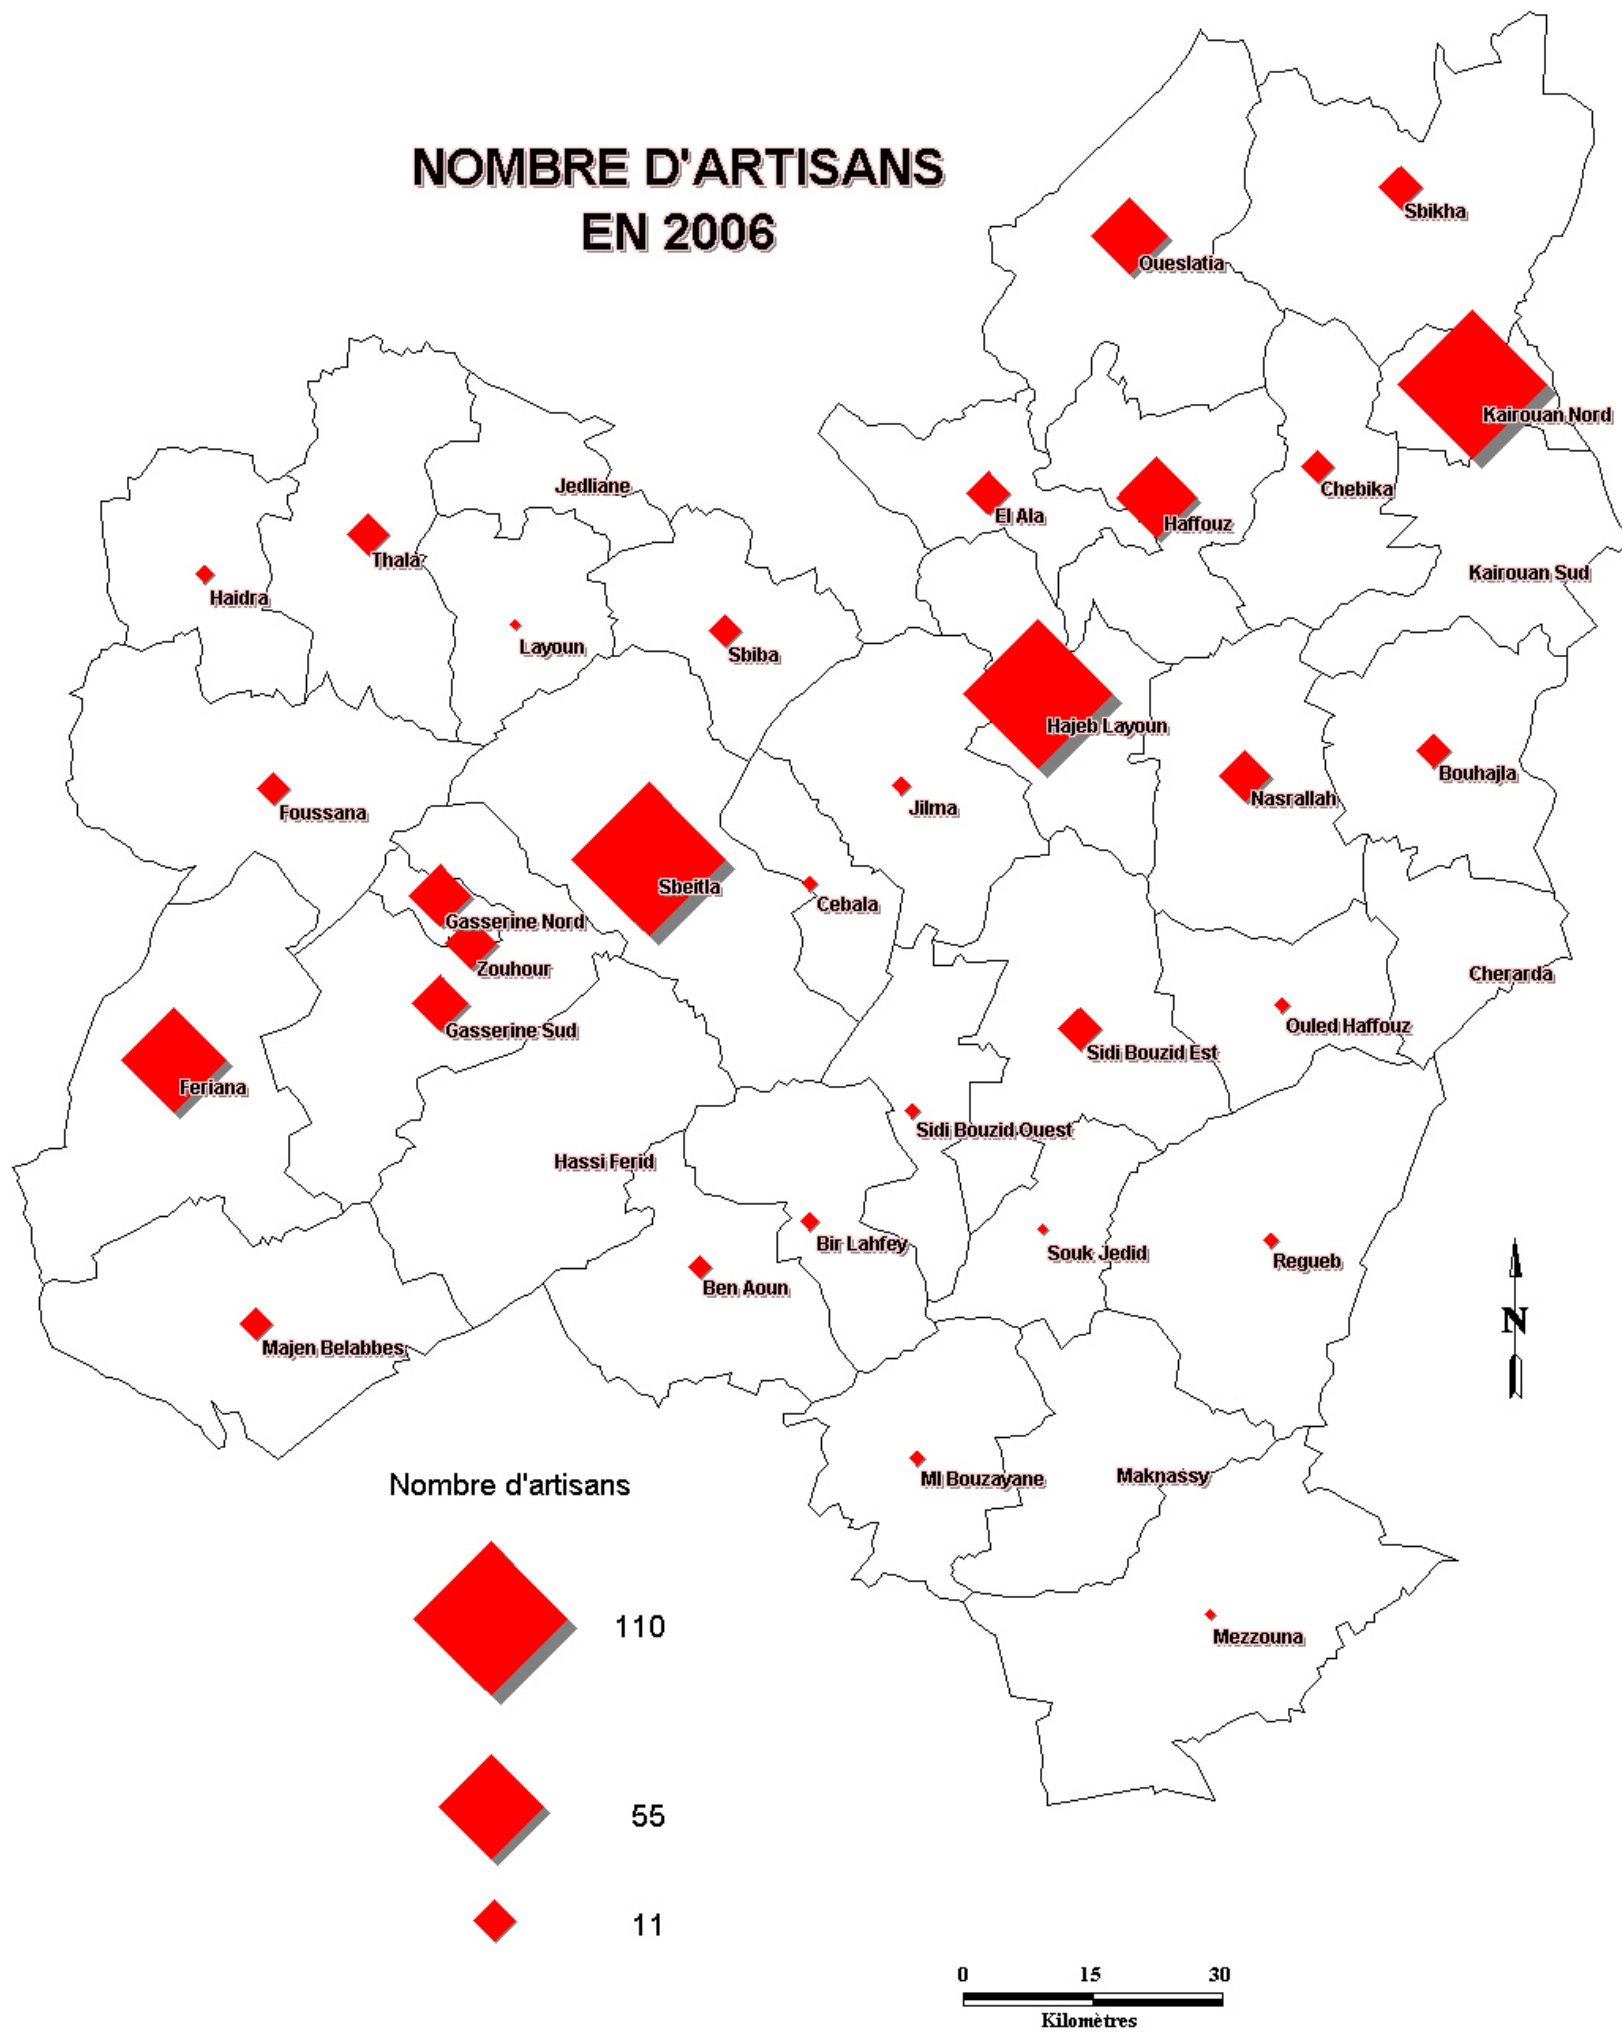 NOMBRE D'ARTISANS
EN 2006
Sbikha
Oueslatia
Kairouan Nord
Jedliane
Chebika
El Ala
Haffouz
Thala
Kairouan Sud
Haidra
Layoun
Sbiba
Hajeb Layoun
Bouhajla
Nasrallah
Jilma
Foussana
Sbeitla
Cebala
Gasserine Nord
Zouhour
Cherarda
Ouled Haffouz
Gasserine Sud
Sidi Bouzid Est
Feriana
Sidi Bouzid Ouest
Hassi Ferid
Bir Lahfey
Souk Jedid
Regueb
Ben Aoun
N
Majen Belabbes
Maknassy
Ml Bouzayane
Nombre d'artisans
110
Mezzouna
55
11
0 15 30
Kilomètres